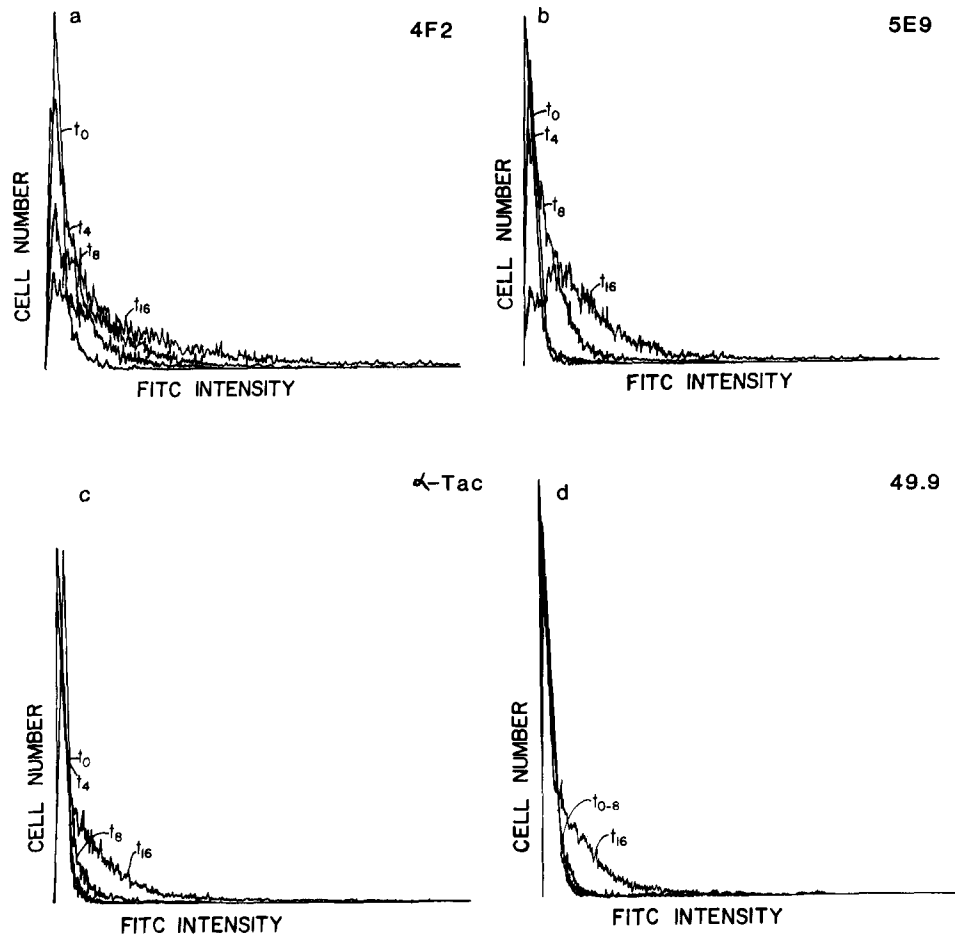 a
4F2
t0
t4
t8
t16
CELL NUMBER
FITC INTENSITY
b
5E9
t0
t4
t8
t16
CELL NUMBER
FITC INTENSITY
c
α-Tac
t0
t4
t8
t16
CELL NUMBER
FITC INTENSITY
d
49.9
t0-8
t16
CELL NUMBER
FITC INTENSITY